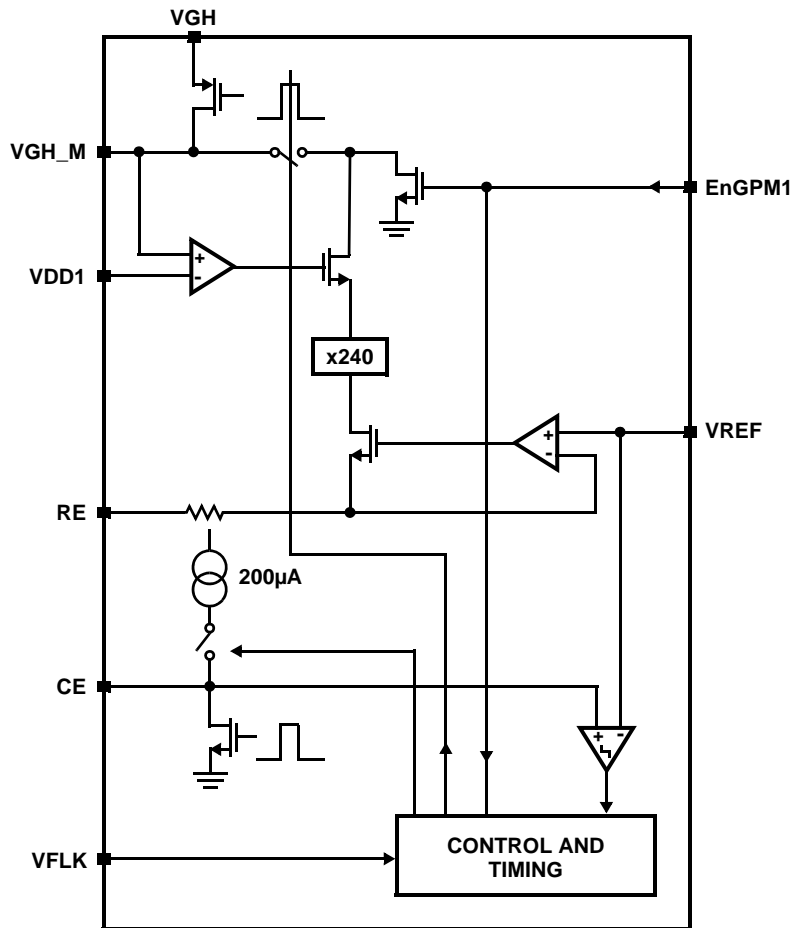 VGH
VGH_M
EnGPM1
+
-
VDD1
x240
+
-
VREF
RE
200µA
CE
+ -
CONTROL AND
TIMING
VFLK